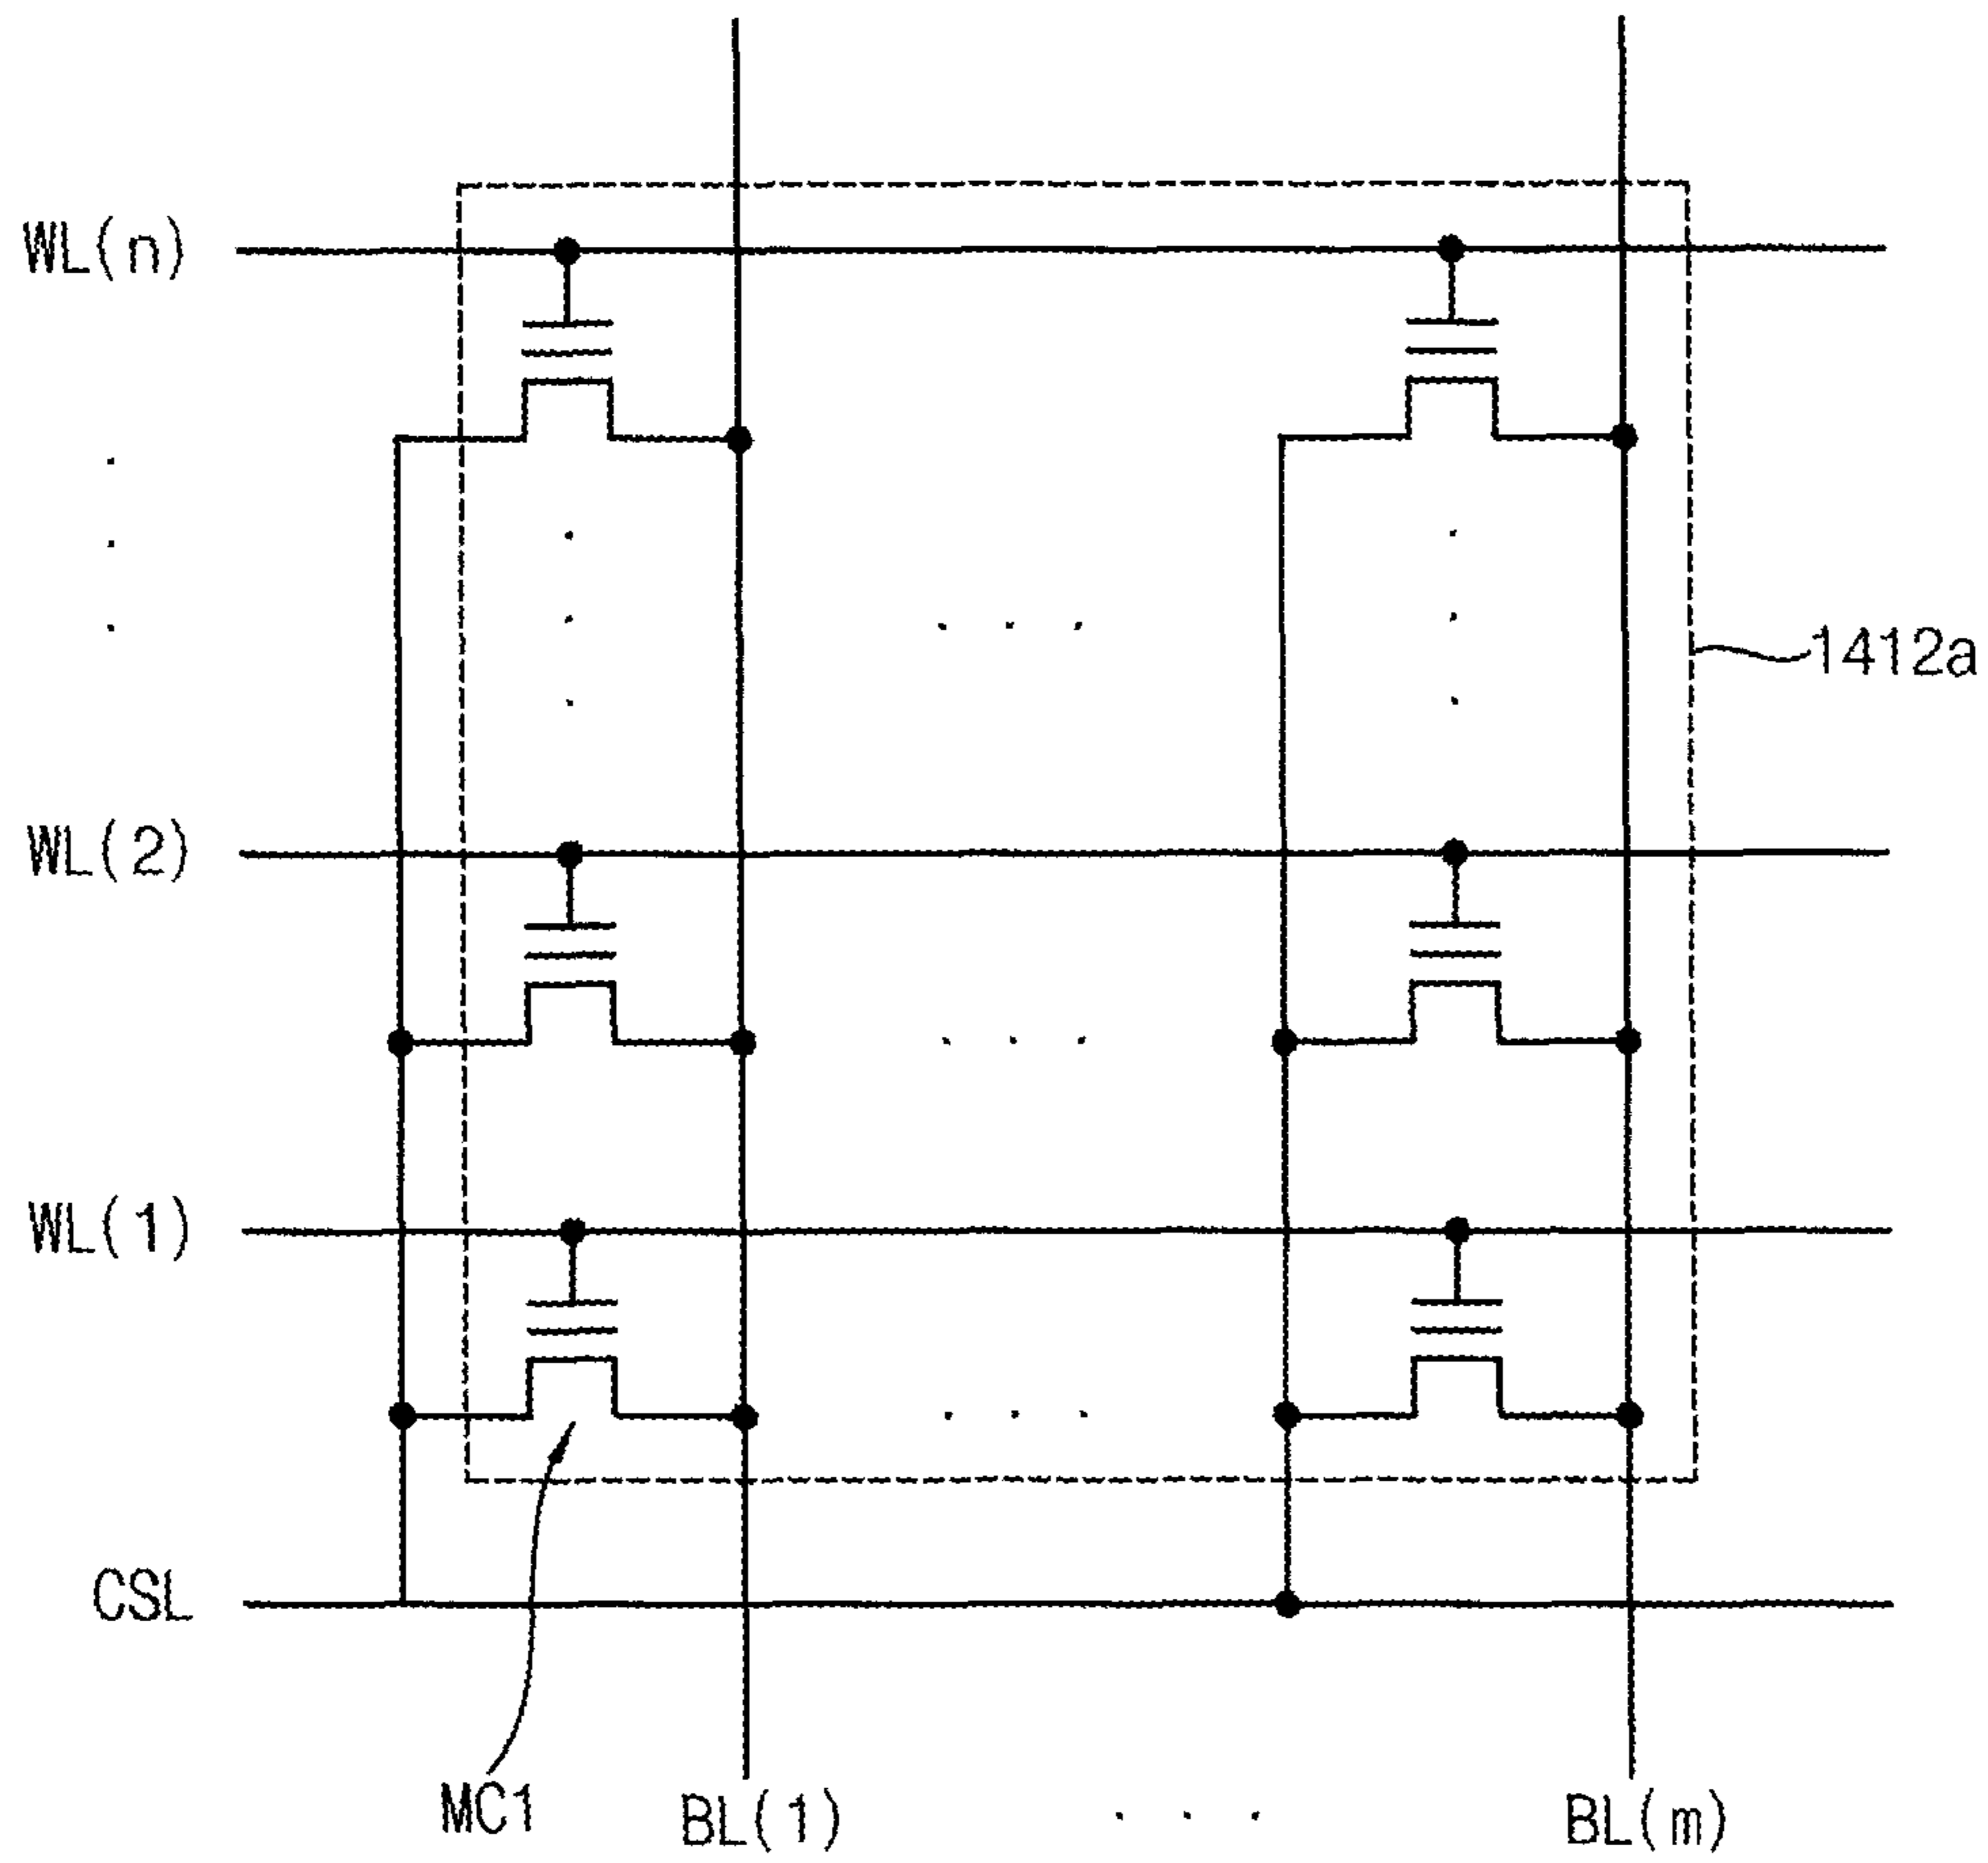 WL(n)
1412a
WL(2)
WL(1)
CSL
MC1
BL(1) . . . BL(m)